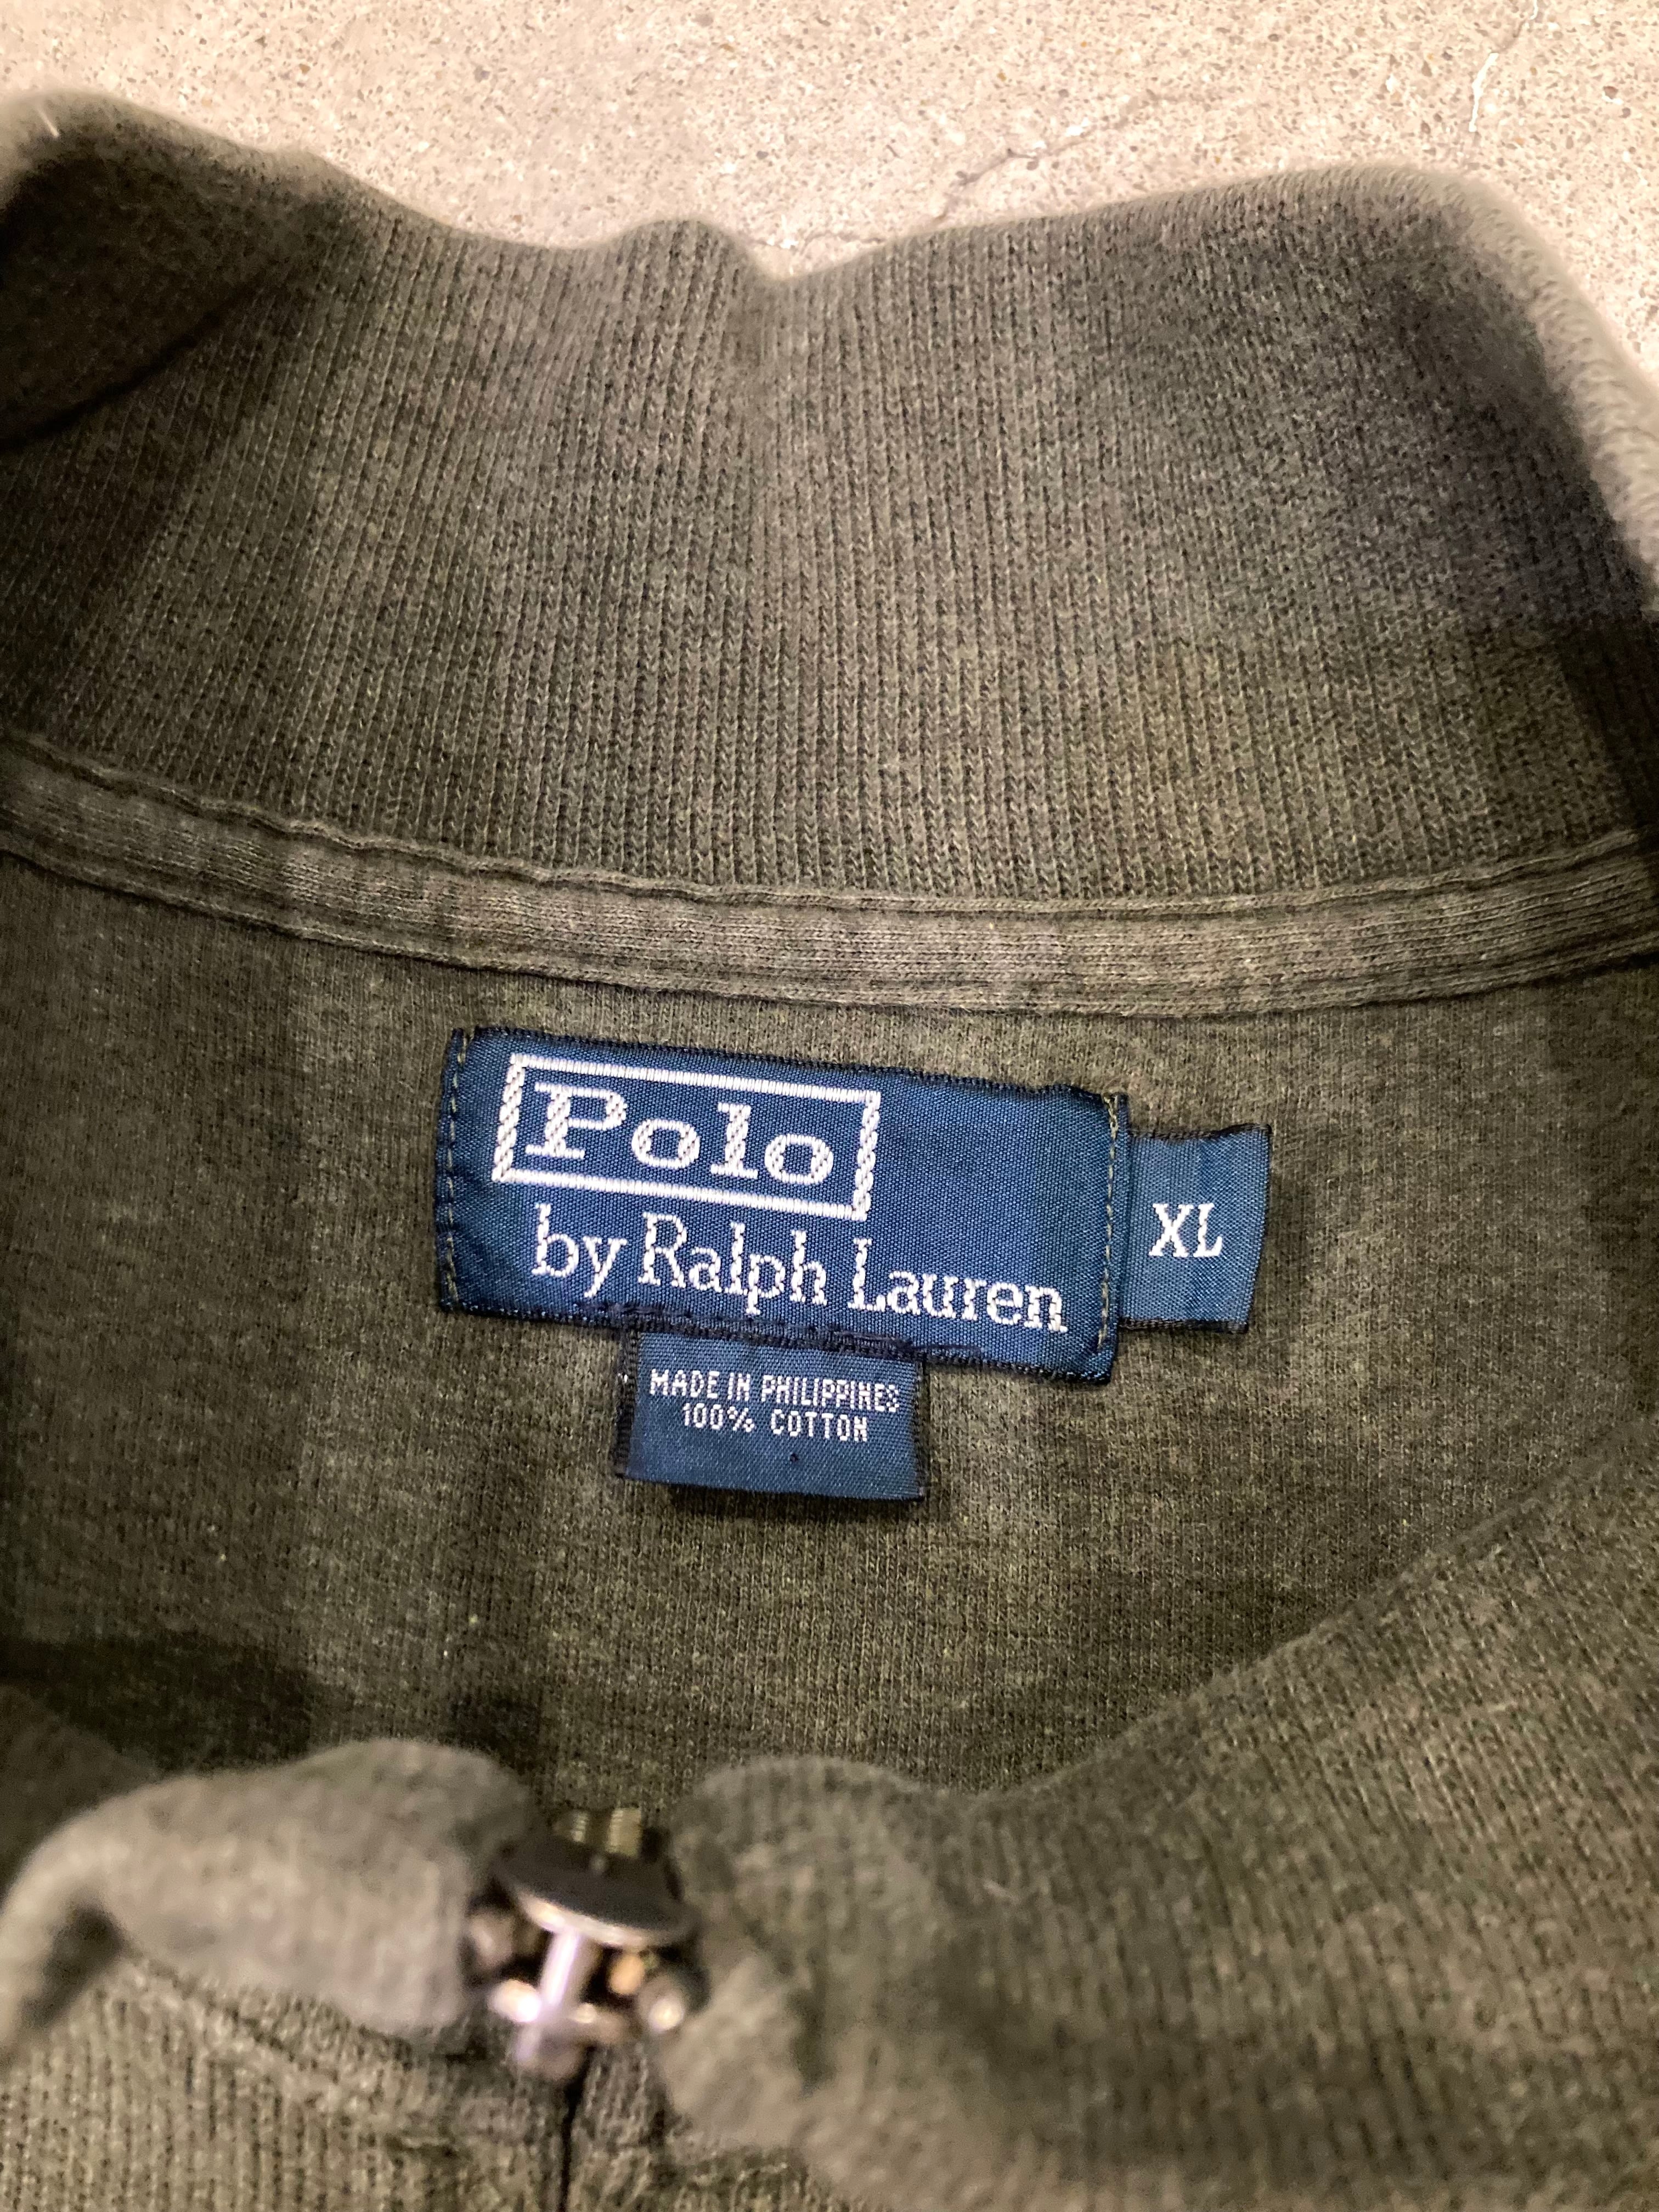 Polo
by Ralph Lauren
XL
MADE IN PHILIPPINES
100% COTTON